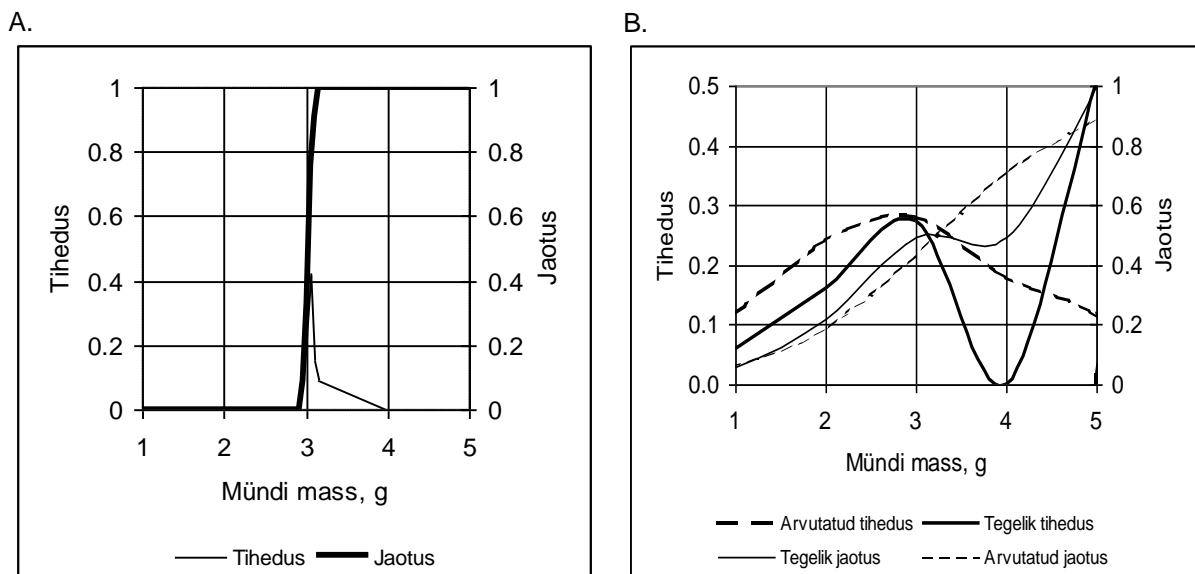 A.
1
0.8
0.6
0.4
0.2
0
Tihedus
1
0.8
0.6
0.4
0.2
0
Jaotus
1 2 3 4 5
Mündi mass, g
Tihedus Jaotus
B.
0.5
0.4
0.3
0.2
0.1
0.0
Tihedus
1
0.8
0.6
0.4
0.2
0
Jaotus
1 2 3 4 5
Mündi mass, g
Arvutatud tihedus Tegelik tihedus
Tegelik jaotus Arvutatud jaotus